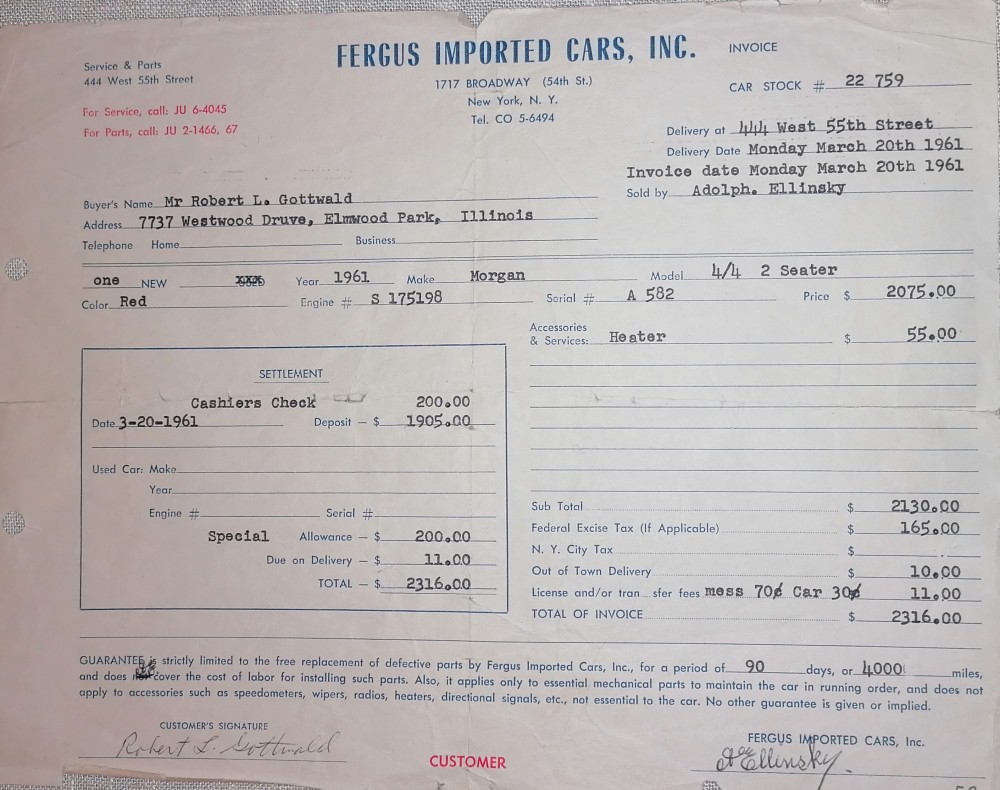 FERGUS IMPORTED CARS, INC.
INVOICE
Service & Parts
444 West 55th Street
1717 BROADWAY (54th St.)
New York, N. Y.
Tel. CO 5-6494
CAR STOCK # 22 759
For Service, call: JU 6-4045
For Parts, call: JU 2-1466, 67
Delivery at 444 West 55th Street
Delivery Date Monday March 20th 1961
Invoice date Monday March 20th 1961
Sold by Adolph. Ellinsky
Buyer's Name Mr Robert L. Gottwald
Address 7737 Westwood Druve, Elmwood Park, Illinois
Telephone Home Business
one NEW Year 1961 Make Morgan Model 4/4 2 Seater
Color Red Engine # S 175198 Serial # A 582 Price $ 2075.00
Accessories
& Services: Heater $ 55.00
SETTLEMENT
Cashiers Check 200.00
Date 3-20-1961 Deposit — $ 1905.00
Used Car: Make
Year
Engine # Serial #
Special Allowance — $ 200.00
Due on Delivery — $ 11.00
TOTAL — $ 2316.00
Sub Total $ 2130.00
Federal Excise Tax (If Applicable) $ 165.00
N. Y. City Tax $
Out of Town Delivery $ 10.00
License and/or tran sfer fees mess 70¢ Car 30¢ 11.00
TOTAL OF INVOICE $ 2316.00
GUARANTEE is strictly limited to the free replacement of defective parts by Fergus Imported Cars, Inc., for a period of 90 days, or 4000 miles,
and does cover the cost of labor for installing such parts. Also, it applies only to essential mechanical parts to maintain the car in running order, and does not
apply to accessories such as speedometers, wipers, radios, heaters, directional signals, etc., not essential to the car. No other guarantee is given or implied.
CUSTOMER'S SIGNATURE
Robert L. Gottwald
CUSTOMER
FERGUS IMPORTED CARS, Inc.
Ellinsky.